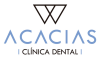 ACACIAS
| CLÍNICA DENTAL |